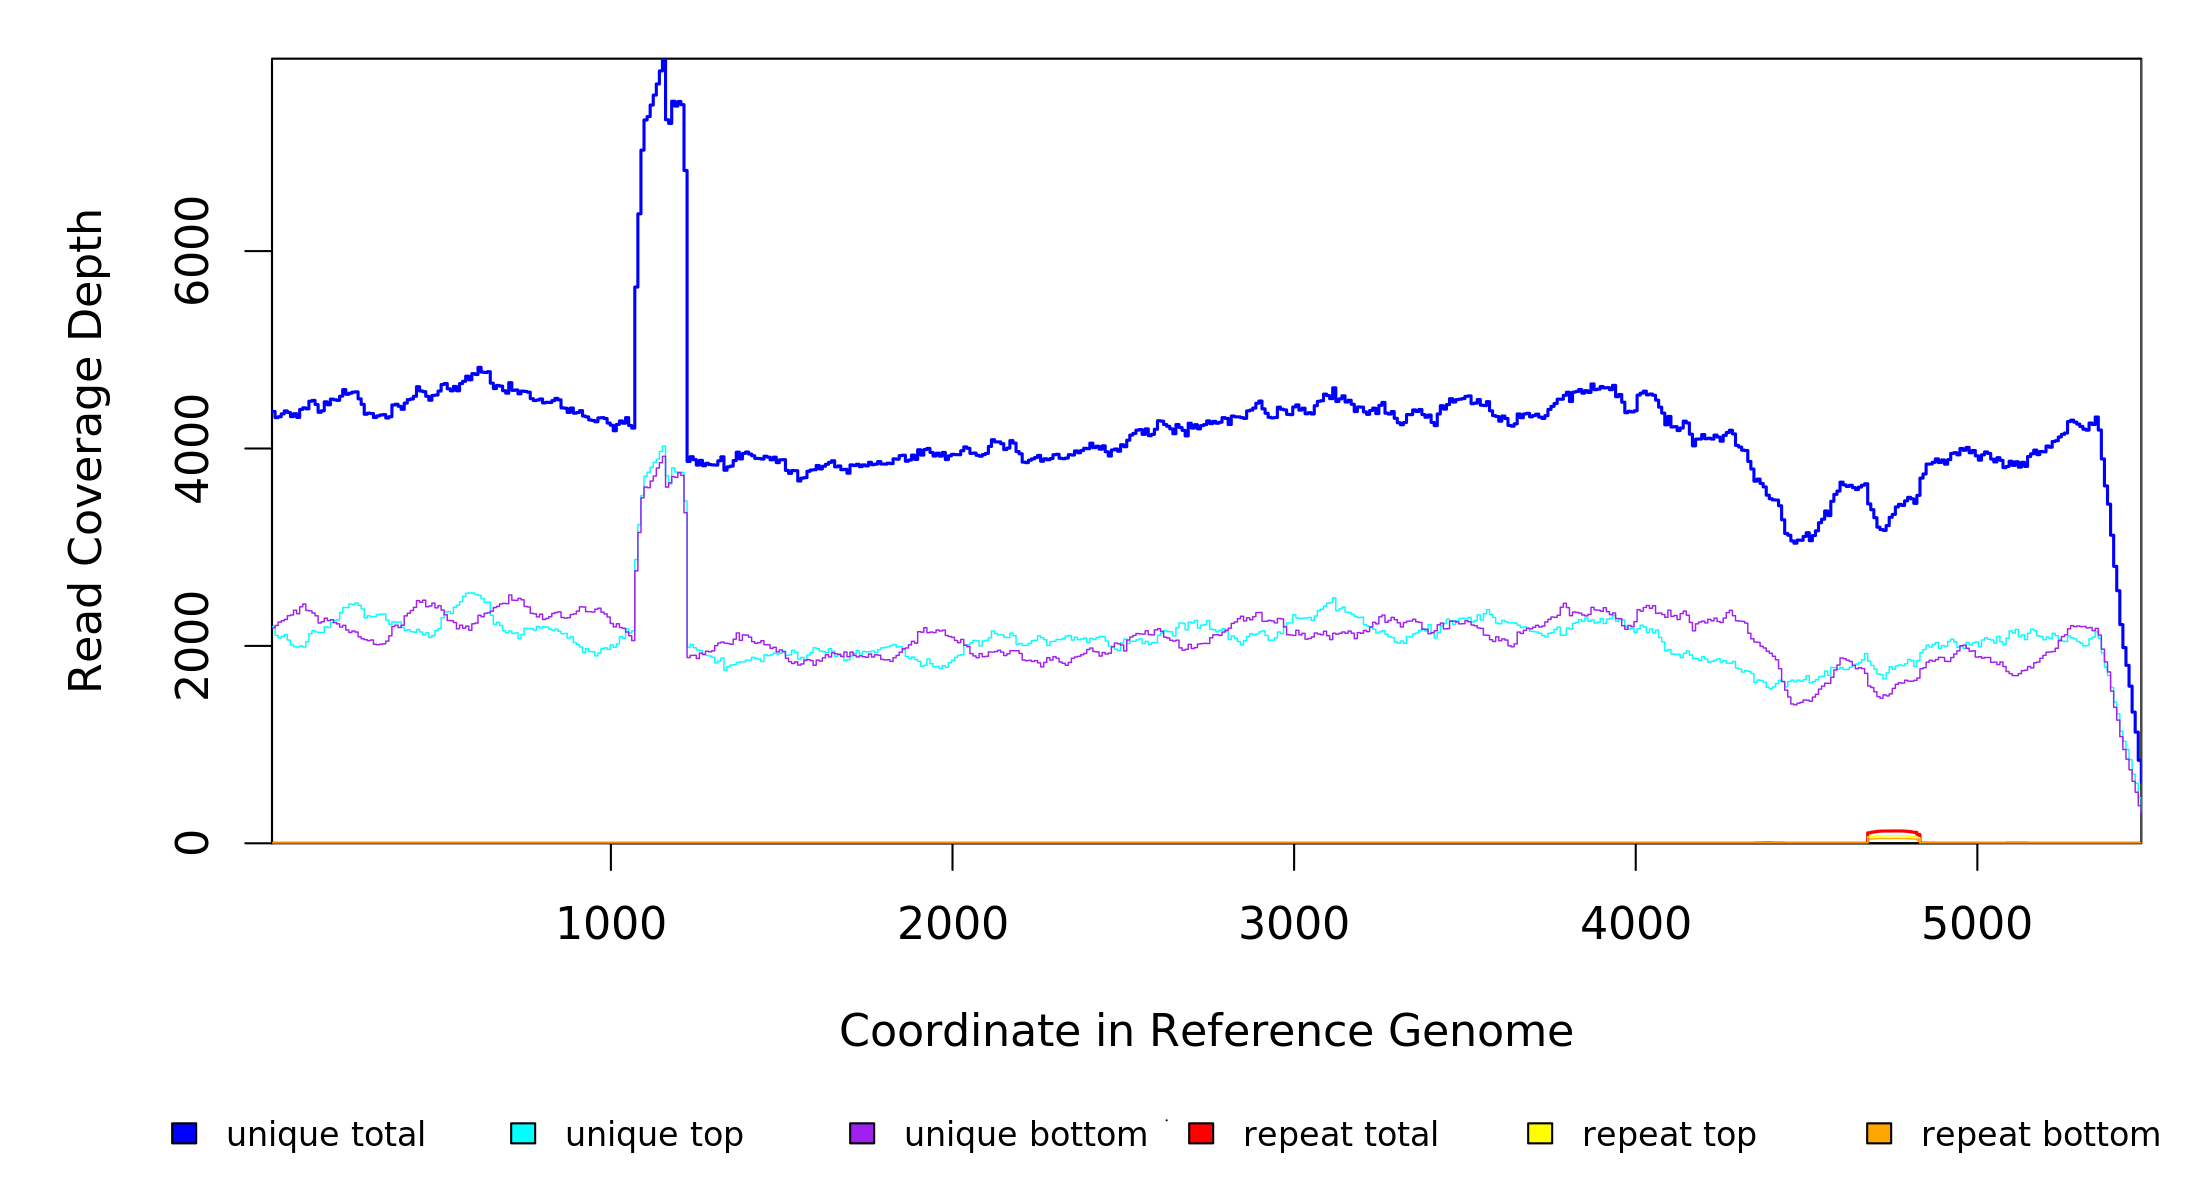 Read Coverage Depth
6000
4000
2000
0
1000 2000 3000 4000 5000
Coordinate in Reference Genome
unique total unique top unique bottom repeat total repeat top repeat bottom